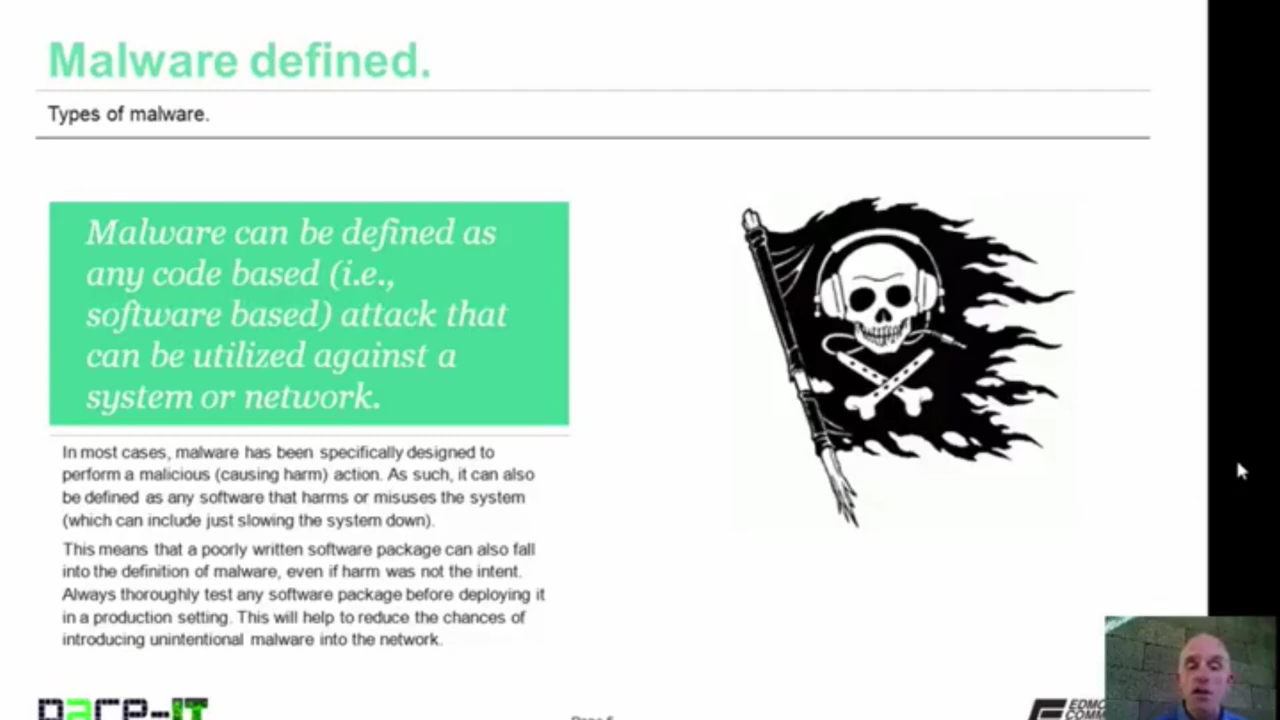 Malware defined.
Types of malware.
Malware can be defined as
any code based (i.e.,
software based) attack that
can be utilized against a
system or network.
In most cases, malware has been specifically designed to
perform a malicious (causing harm) action. As such, it can also
be defined as any software that harms or misuses the system
(which can include just slowing the system down).
This means that a poorly written software package can also fall
into the definition of malware, even if harm was not the intent.
Always thoroughly test any software package before deploying it
in a production setting. This will help to reduce the chances of
introducing unintentional malware into the network.
pace-IT